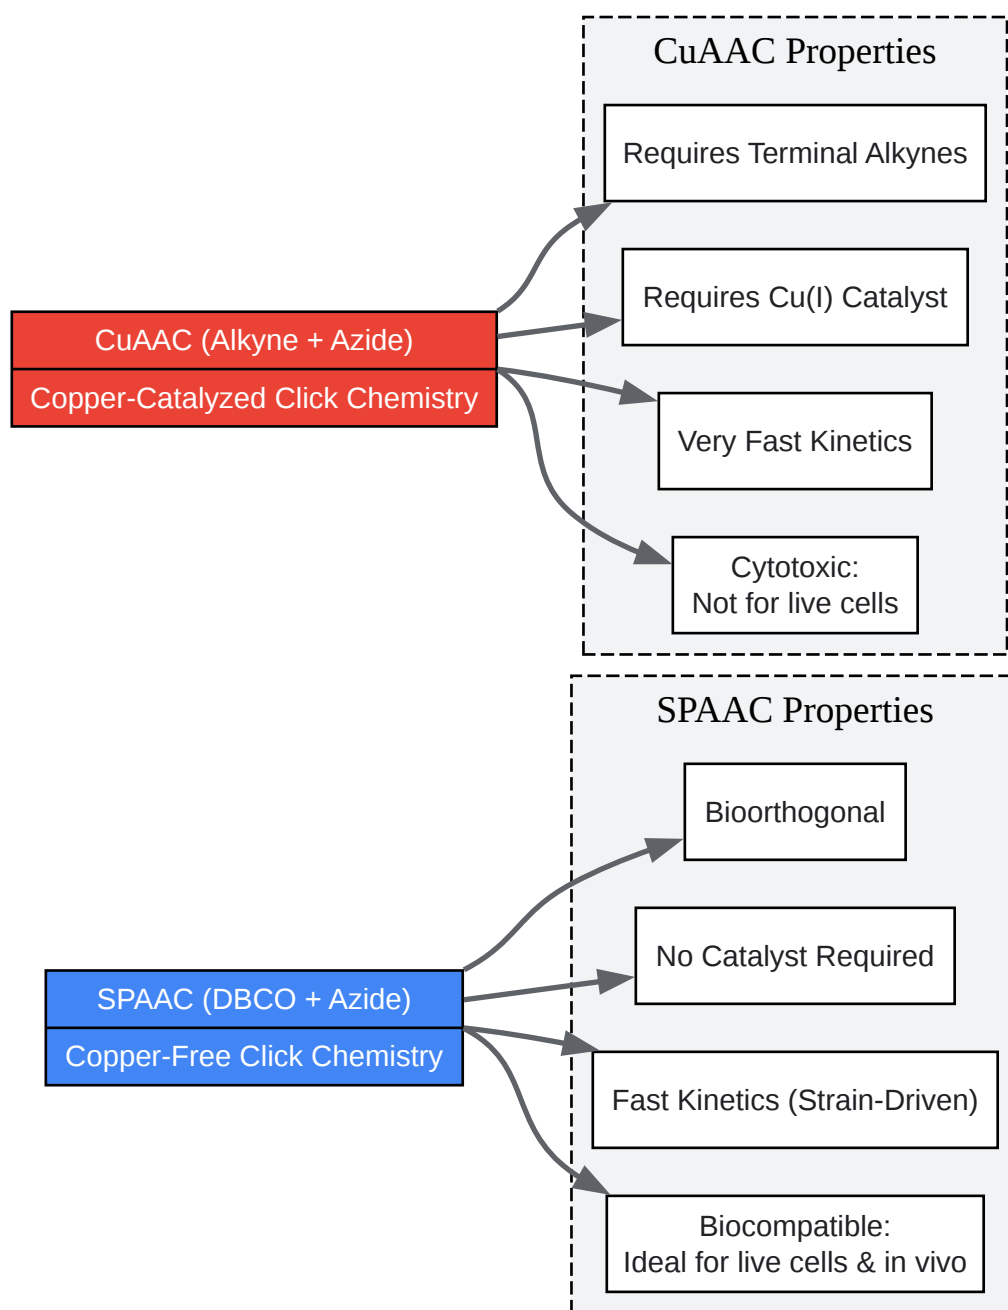 CuAAC Properties
Requires Terminal Alkynes
Requires Cu(I) Catalyst
CuAAC (Alkyne + Azide)
Copper-Catalyzed Click Chemistry
Very Fast Kinetics
Cytotoxic:
Not for live cells
SPAAC Properties
Bioorthogonal
No Catalyst Required
SPAAC (DBCO + Azide)
Copper-Free Click Chemistry
Fast Kinetics (Strain-Driven)
Biocompatible:
Ideal for live cells & in vivo